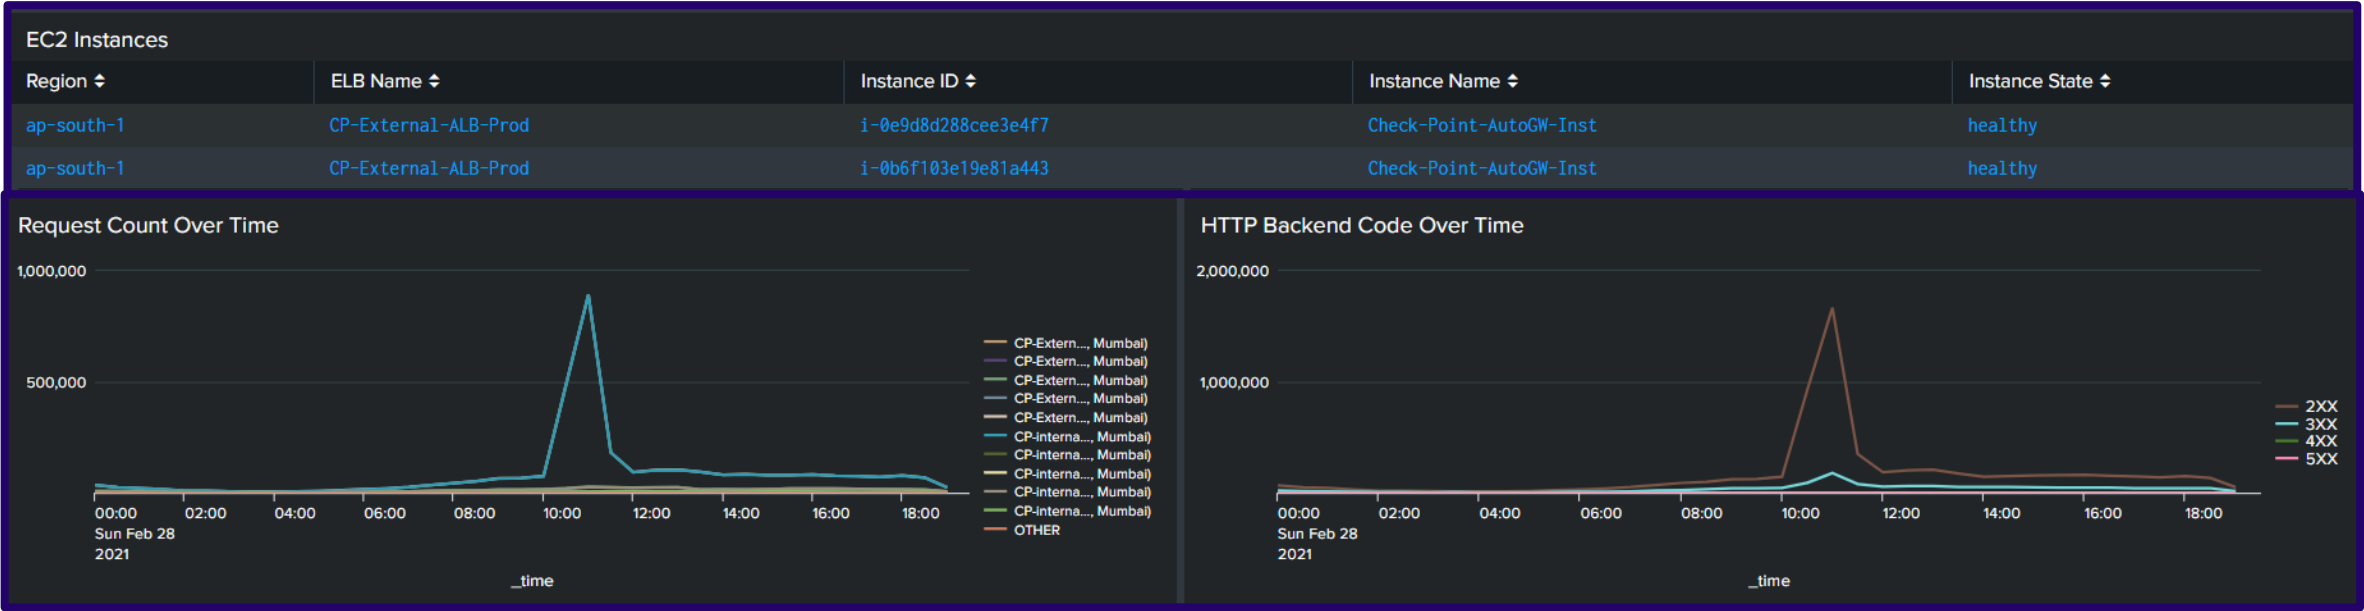 EC2 Instances
Region ELB Name Instance ID Instance Name Instance State
ap-south-1 CP-External-ALB-Prod i-0e9d8d288cee3e4f7 Check-Point-AutoGW-Inst healthy
ap-south-1 CP-External-ALB-Prod i-0b6f103e19e81a443 Check-Point-AutoGW-Inst healthy
Request Count Over Time
1,000,000
500,000
00:00 02:00 04:00 06:00 08:00 10:00 12:00 14:00 16:00 18:00
Sun Feb 28
2021
_time
CP-Extern..., Mumbai)
CP-Extern..., Mumbai)
CP-Extern..., Mumbai)
CP-Extern..., Mumbai)
CP-Extern..., Mumbai)
CP-interna..., Mumbai)
CP-interna..., Mumbai)
CP-interna..., Mumbai)
CP-interna..., Mumbai)
CP-interna..., Mumbai)
OTHER
HTTP Backend Code Over Time
2,000,000
1,000,000
00:00 02:00 04:00 06:00 08:00 10:00 12:00 14:00 16:00 18:00
Sun Feb 28
2021
_time
2XX
3XX
4XX
5XX